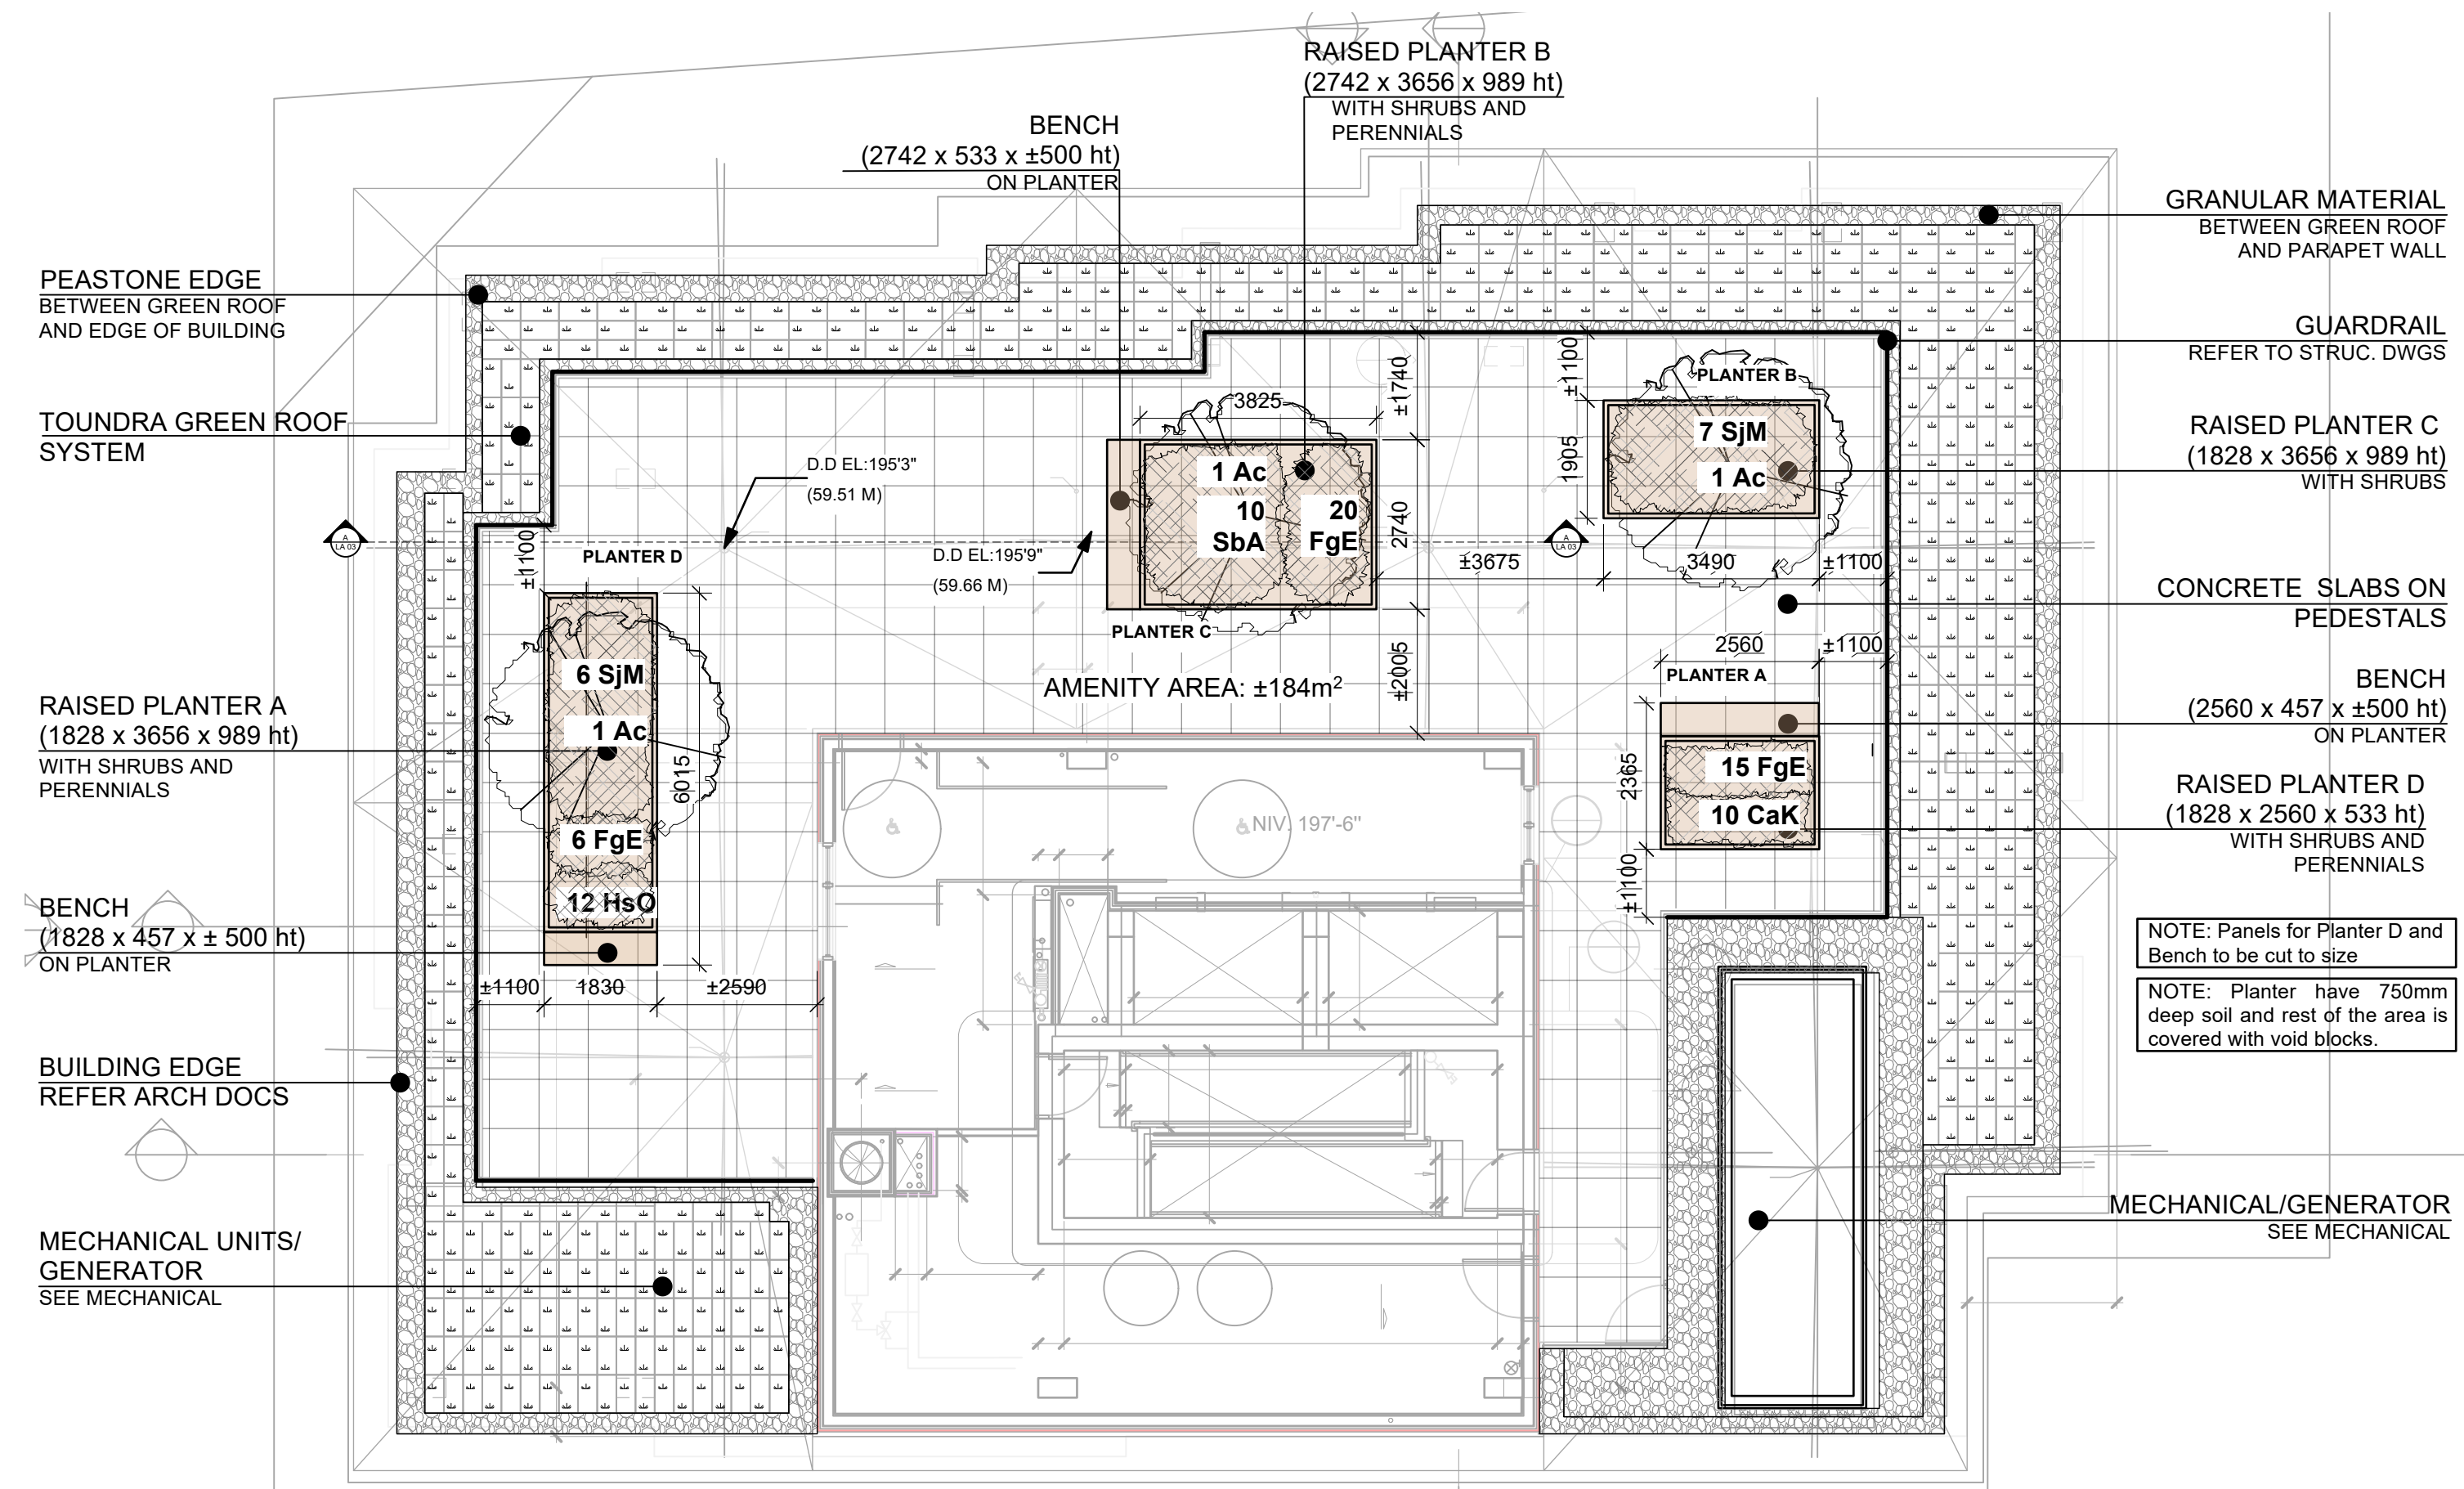 RAISED PLANTER B
(2742 x 3656 x 989 ht)
WITH SHRUBS AND
PERENNIALS
BENCH
(2742 x 533 x ±500 ht)
ON PLANTER
PEASTONE EDGE
BETWEEN GREEN ROOF
AND EDGE OF BUILDING
TOUNDRA GREEN ROOF
SYSTEM
RAISED PLANTER A
(1828 x 3656 x 989 ht)
WITH SHRUBS AND
PERENNIALS
BENCH
(1828 x 457 x ± 500 ht)
ON PLANTER
BUILDING EDGE
REFER ARCH DOCS
MECHANICAL UNITS/
GENERATOR
SEE MECHANICAL
A
LA 03
±1100
PLANTER D
6 SjM
1 Ac
6 FgE
12 HsO
6015
±1100
1830
±2590
D.D EL:195'3"
(59.51 M)
D.D EL:195'9"
(59.66 M)
3825
±1740
1 Ac
10
SbA
20
FgE
2740
PLANTER C
±2005
AMENITY AREA: ±184m²
NIV. 197'-6"
A
LA 03
±3675
±1100
1905
PLANTER B
7 SjM
1 Ac
3490
±1100
2560
±1100
PLANTER A
2365
15 FgE
10 CaK
±1100
GRANULAR MATERIAL
BETWEEN GREEN ROOF
AND PARAPET WALL
GUARDRAIL
REFER TO STRUC. DWGS
RAISED PLANTER C
(1828 x 3656 x 989 ht)
WITH SHRUBS
CONCRETE SLABS ON
PEDESTALS
BENCH
(2560 x 457 x ±500 ht)
ON PLANTER
RAISED PLANTER D
(1828 x 2560 x 533 ht)
WITH SHRUBS AND
PERENNIALS
NOTE: Panels for Planter D and
Bench to be cut to size
NOTE: Planter have 750mm
deep soil and rest of the area is
covered with void blocks.
MECHANICAL/GENERATOR
SEE MECHANICAL